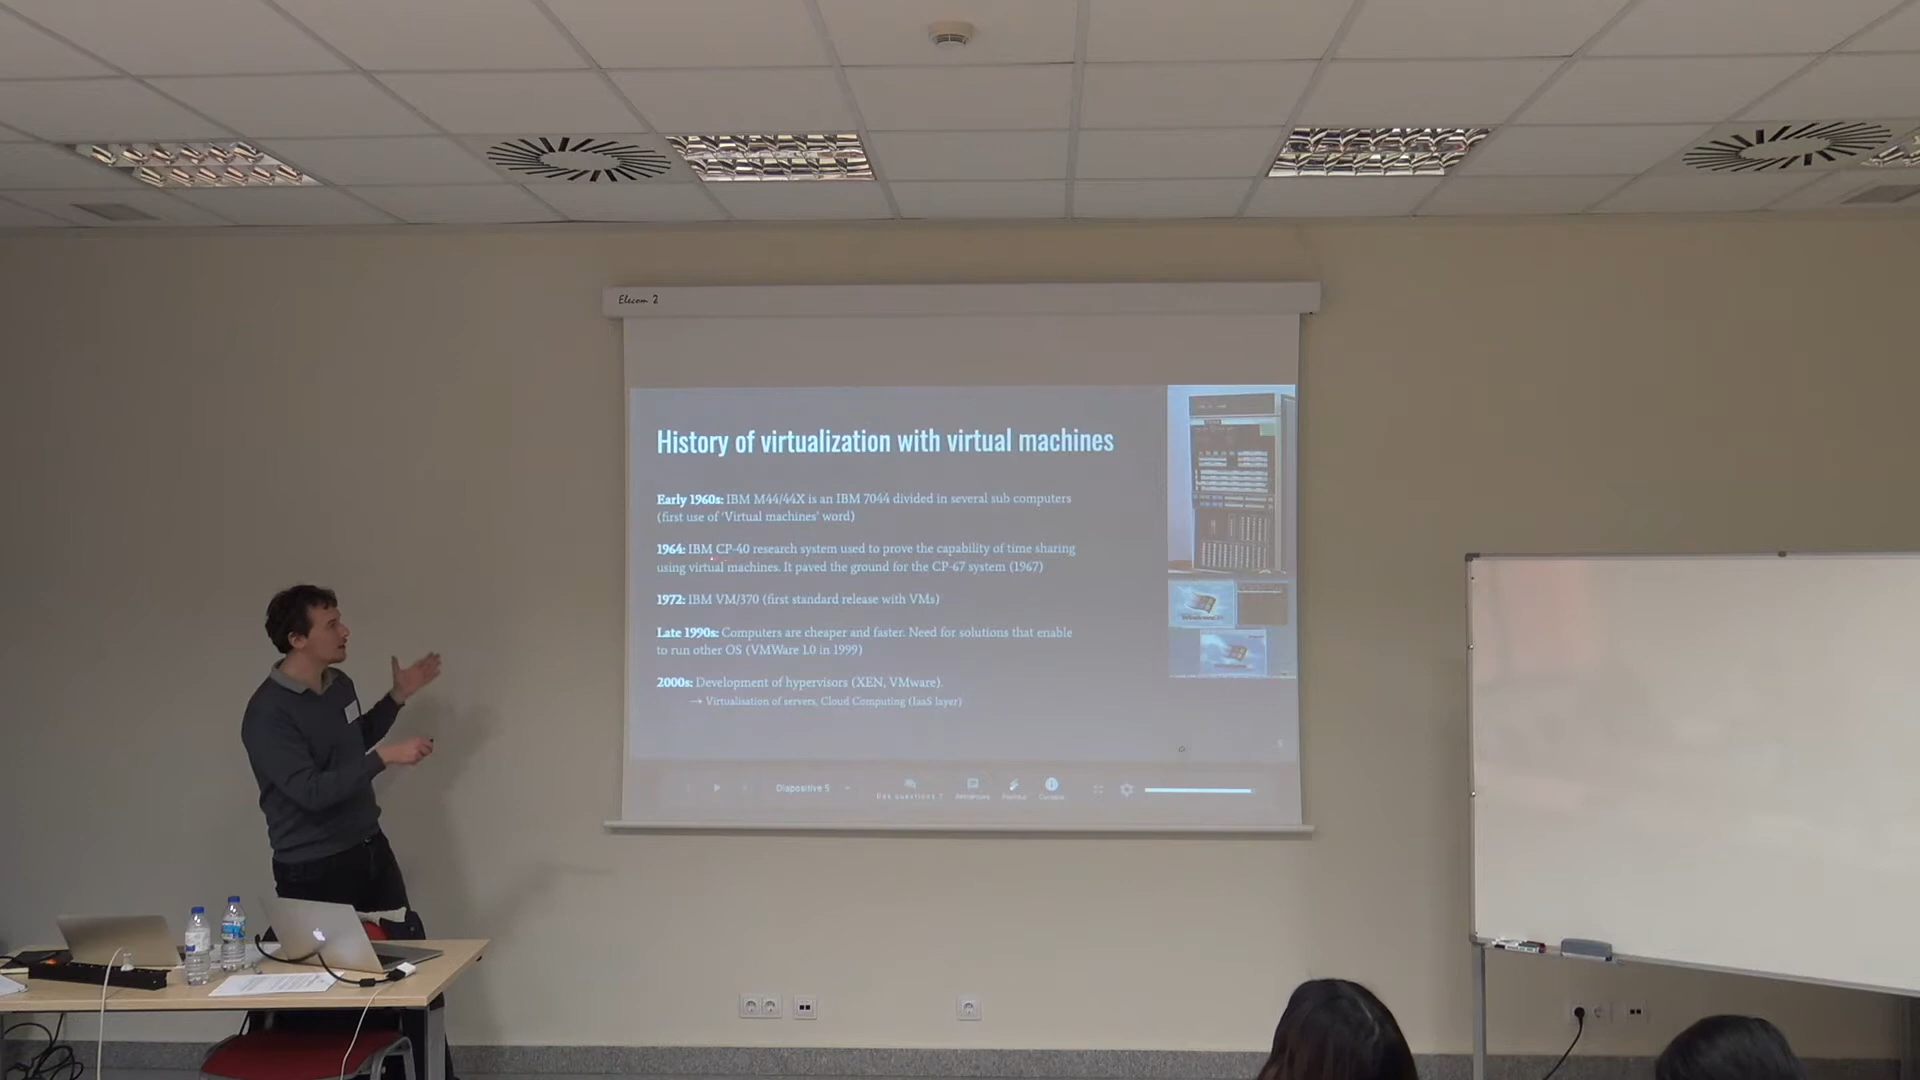 Elecom 2
History of virtualization with virtual machines
Early 1960s: IBM M44/44X is an IBM 7044 divided in several sub computers
(first use of ‘Virtual machines’ word)
1964: IBM CP-40 research system used to prove the capability of time sharing
using virtual machines. It paved the ground for the CP-67 system (1967)
1972: IBM VM/370 (first standard release with VMs)
Late 1990s: Computers are cheaper and faster. Need for solutions that enable
to run other OS (VMWare 1.0 in 1999)
2000s: Development of hypervisors (XEN, VMware).
→ Virtualisation of servers, Cloud Computing (IaaS layer)
5
Diapositive 5
Des questions ?